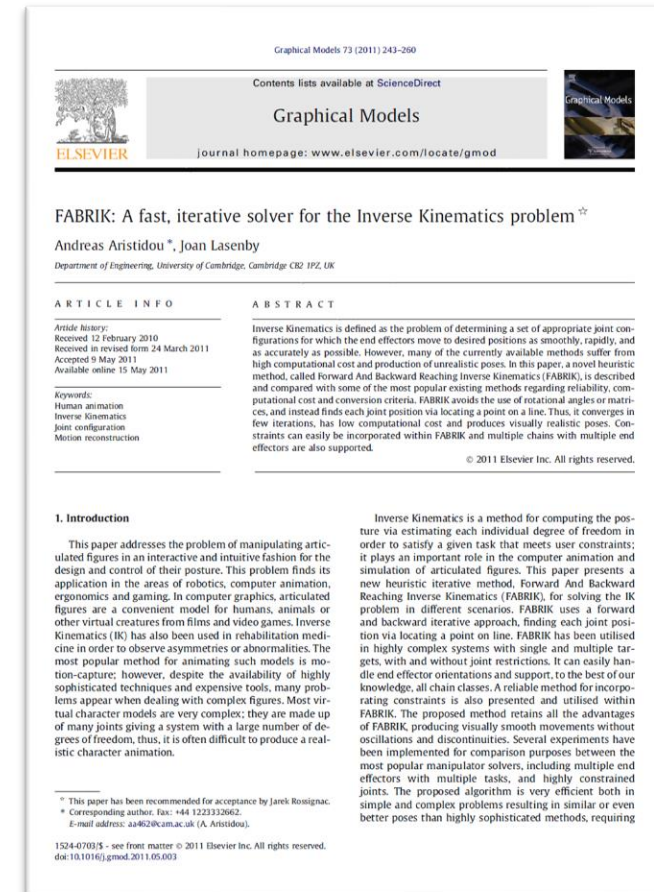 Graphical Models 73 (2011) 243–260
Contents lists available at ScienceDirect
Graphical Models
journal homepage: www.elsevier.com/locate/gmod
ELSEVIER
Graphical Models
FABRIK: A fast, iterative solver for the Inverse Kinematics problem ☆
Andreas Aristidou *, Joan Lasenby
Department of Engineering, University of Cambridge, Cambridge CB2 1PZ, UK
ARTICLE INFO
Article history:
Received 12 February 2010
Received in revised form 24 March 2011
Accepted 9 May 2011
Available online 15 May 2011
Keywords:
Human animation
Inverse Kinematics
Joint configuration
Motion reconstruction
ABSTRACT
Inverse Kinematics is defined as the problem of determining a set of appropriate joint con-
figurations for which the end effectors move to desired positions as smoothly, rapidly, and
as accurately as possible. However, many of the currently available methods suffer from
high computational cost and production of unrealistic poses. In this paper, a novel heuristic
method, called Forward And Backward Reaching Inverse Kinematics (FABRIK), is described
and compared with some of the most popular existing methods regarding reliability, com-
putational cost and conversion criteria. FABRIK avoids the use of rotational angles or matri-
ces, and instead finds each joint position via locating a point on a line. Thus, it converges in
few iterations, has low computational cost and produces visually realistic poses. Con-
straints can easily be incorporated within FABRIK and multiple chains with multiple end
effectors are also supported.
© 2011 Elsevier Inc. All rights reserved.
1. Introduction
This paper addresses the problem of manipulating artic-
ulated figures in an interactive and intuitive fashion for the
design and control of their posture. This problem finds its
application in the areas of robotics, computer animation,
ergonomics and gaming. In computer graphics, articulated
figures are a convenient model for humans, animals or
other virtual creatures from films and video games. Inverse
Kinematics (IK) has also been used in rehabilitation medi-
cine in order to observe asymmetries or abnormalities. The
most popular method for animating such models is mo-
tion-capture; however, despite the availability of highly
sophisticated techniques and expensive tools, many prob-
lems appear when dealing with complex figures. Most vir-
tual character models are very complex; they are made up
of many joints giving a system with a large number of de-
grees of freedom, thus, it is often difficult to produce a real-
istic character animation.
☆ This paper has been recommended for acceptance by Jarek Rossignac.
* Corresponding author. Fax: +44 1223332662.
E-mail address: aa462@cam.ac.uk (A. Aristidou).
Inverse Kinematics is a method for computing the pos-
ture via estimating each individual degree of freedom in
order to satisfy a given task that meets user constraints;
it plays an important role in the computer animation and
simulation of articulated figures. This paper presents a
new heuristic iterative method, Forward And Backward
Reaching Inverse Kinematics (FABRIK), for solving the IK
problem in different scenarios. FABRIK uses a forward
and backward iterative approach, finding each joint posi-
tion via locating a point on line. FABRIK has been utilised
in highly complex systems with single and multiple tar-
gets, with and without joint restrictions. It can easily han-
dle end effector orientations and support, to the best of our
knowledge, all chain classes. A reliable method for incorpo-
rating constraints is also presented and utilised within
FABRIK. The proposed method retains all the advantages
of FABRIK, producing visually smooth movements without
oscillations and discontinuities. Several experiments have
been implemented for comparison purposes between the
most popular manipulator solvers, including multiple end
effectors with multiple tasks, and highly constrained
joints. The proposed algorithm is very efficient both in
simple and complex problems resulting in similar or even
better poses than highly sophisticated methods, requiring
1524-0703/$ - see front matter © 2011 Elsevier Inc. All rights reserved.
doi:10.1016/j.gmod.2011.05.003